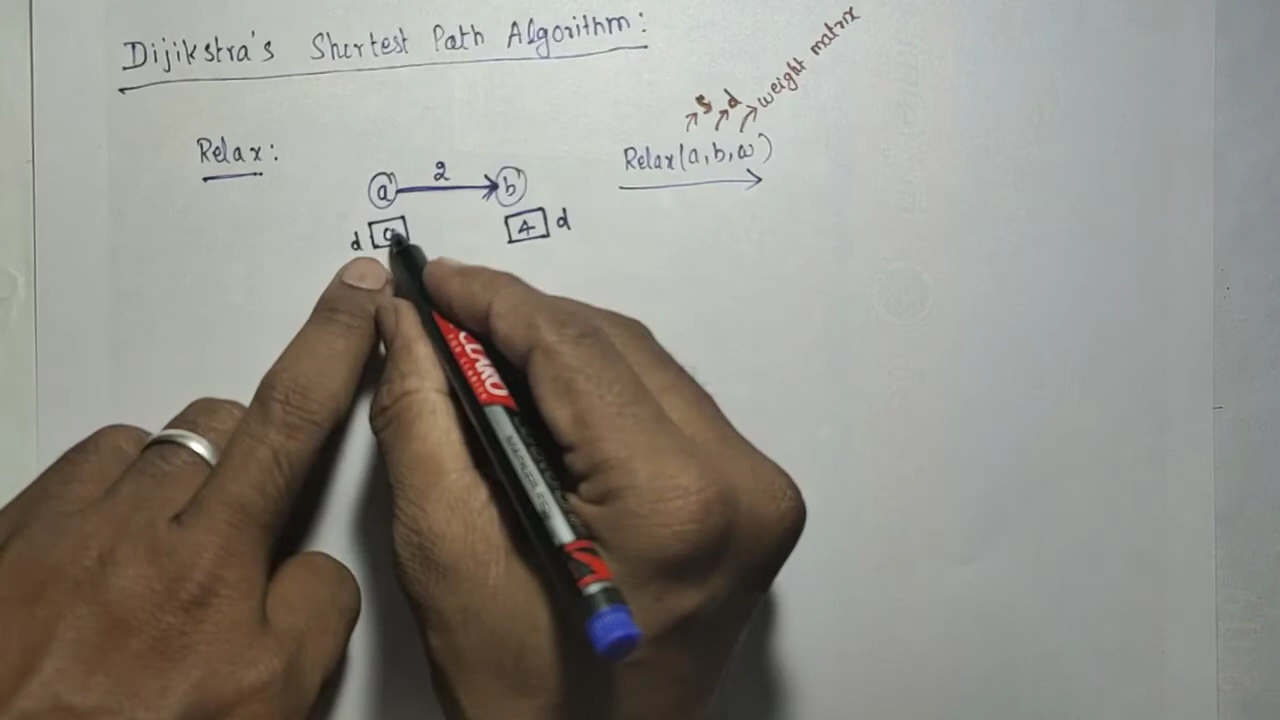 Dijikstra's Shortest Path Algorithm:
s d weight matrix
Relax:
Relax(a, b, w)
a 2 b
d 4 d